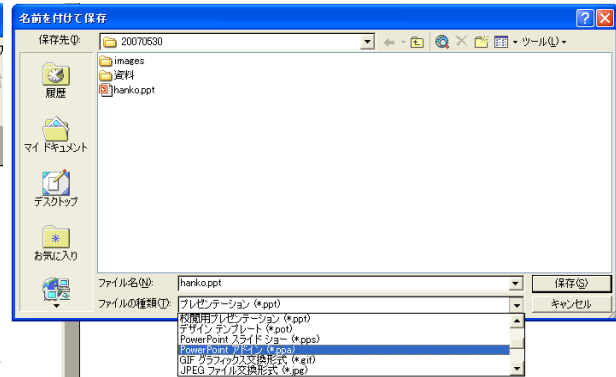 名前を付けて保存
保存先(I):
20070530
ツール(L)
images
資料
hanko.ppt
履歴
マイ ドキュメント
デスクトップ
お気に入り
ファイル名(N):
hanko.ppt
保存(S)
ファイルの種類(T):
プレゼンテーション (*.ppt)
キャンセル
校閲用プレゼンテーション (*.ppt)
デザイン テンプレート (*.pot)
PowerPoint スライド ショー (*.pps)
PowerPoint アドイン (*.ppa)
GIF グラフィックス交換形式 (*.gif)
JPEG ファイル交換形式 (*.jpg)